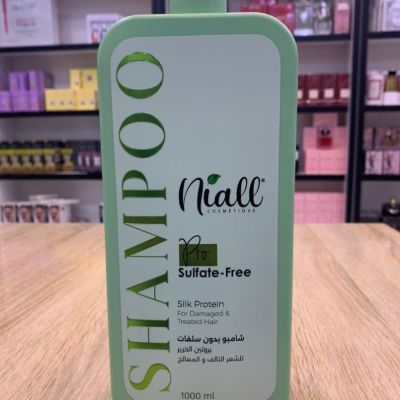 SHAMPOO
Niall®
COSMETIQUE
Pro
Sulfate-Free
Silk Protein
For Damaged &
Treated Hair
شامبو بدون سلفات
بروتين الحرير
للشعر التالف و المعالج
1000 ml